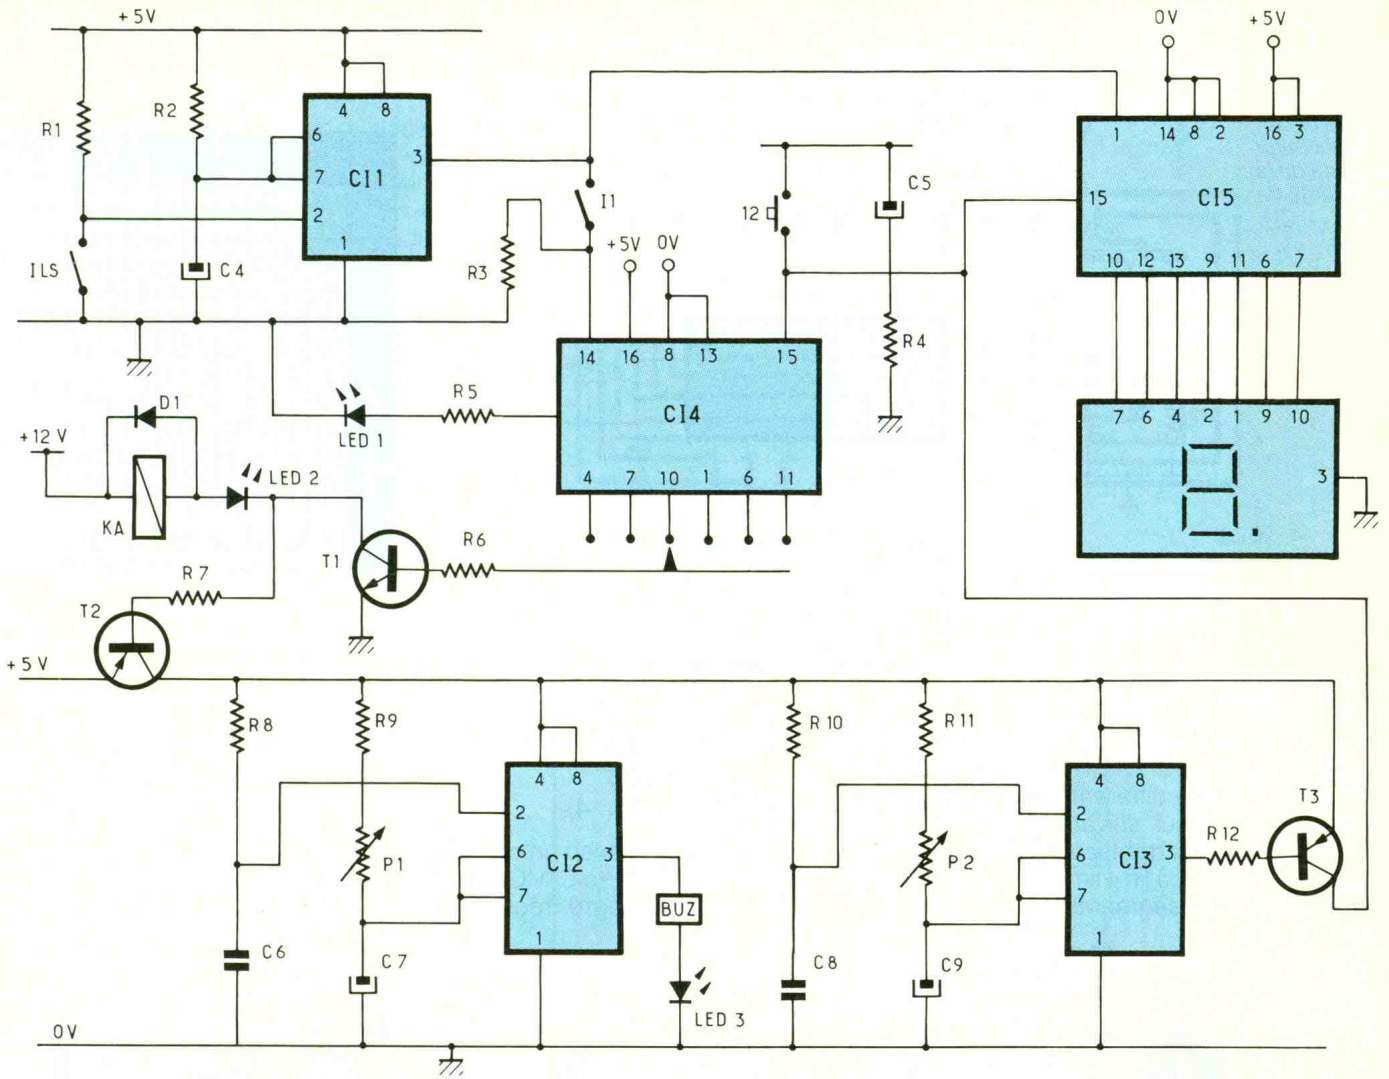 +5V
0V +5V
R1 R2 4 8 1 14 8 2 16 3
6 7 2 3 1 CI1
I1 12 C5 15 CI5
ILS C4 R3 +5V 0V R4
10 12 13 9 11 6 7
14 16 8 13 15
D1 LED 1 R5 CI4
7 6 4 2 1 9 10
+12 V KA LED 2
4 7 10 1 6 11
8. 3
T1 R6
R7 T2
+5V
R8 R9 R10 R11
4 8 4 8
2 2 T3
P1 6 CI2 3 P2 6 CI3 3 R12
7 BUZ 7
C6 C7 1 C8 C9 1
LED 3
0V